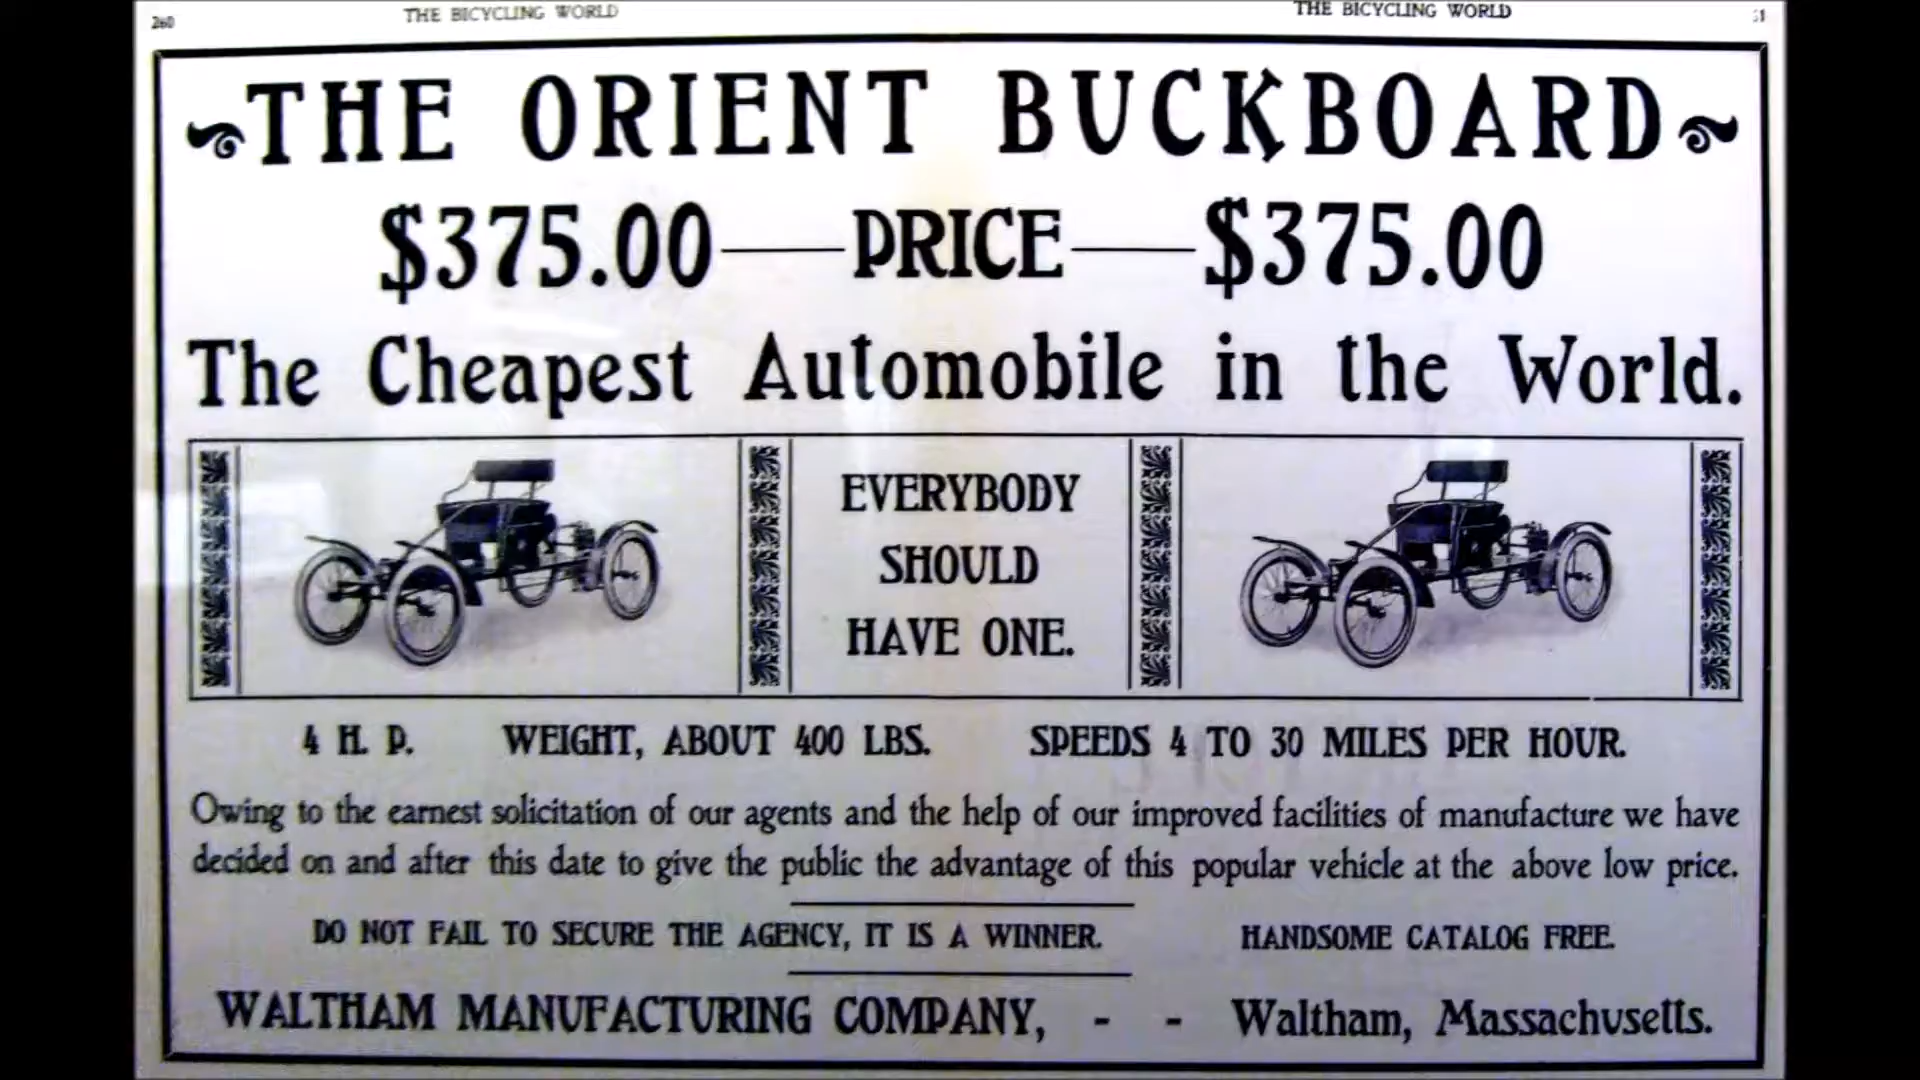 260 THE BICYCLING WORLD THE BICYCLING WORLD
THE ORIENT BUCKBOARD
$375.00—PRICE—$375.00
The Cheapest Automobile in the World.
EVERYBODY
SHOULD
HAVE ONE.
4 H. P. WEIGHT, ABOUT 400 LBS. SPEEDS 4 TO 30 MILES PER HOUR.
Owing to the earnest solicitation of our agents and the help of our improved facilities of manufacture we have
decided on and after this date to give the public the advantage of this popular vehicle at the above low price.
DO NOT FAIL TO SECURE THE AGENCY, IT IS A WINNER. HANDSOME CATALOG FREE.
WALTHAM MANUFACTURING COMPANY, - - Waltham, Massachusetts.